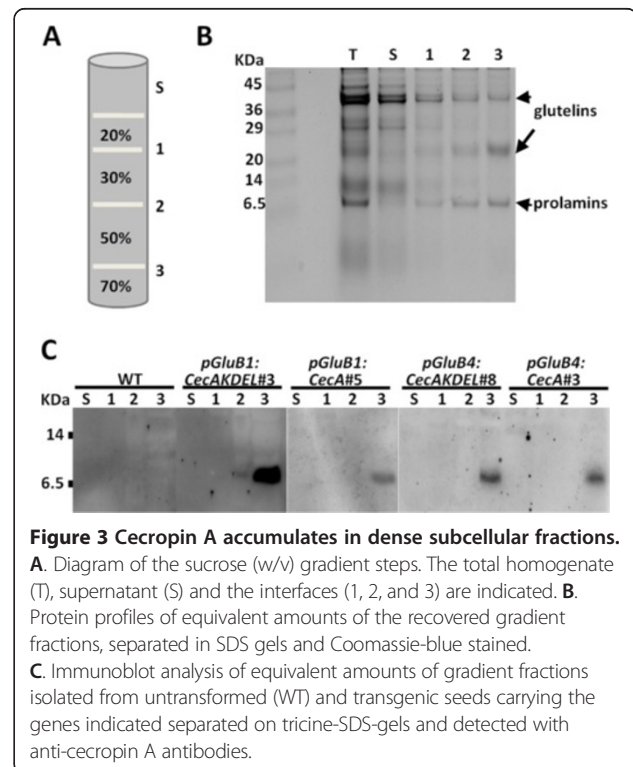 A
S
20%
1
30%
2
50%
3
70%
B
KDa T S 1 2 3
45
36
29
20
14
6.5
glutelins
prolamins
C
WT pGluB1: CecAKDEL#3 pGluB1: CecA#5 pGluB4: CecAKDEL#8 pGluB4: CecA#3
KDa S 1 2 3 S 1 2 3 S 1 2 3 S 1 2 3 S 1 2 3
14
6.5
Figure 3 Cecropin A accumulates in dense subcellular fractions.
A. Diagram of the sucrose (w/v) gradient steps. The total homogenate
(T), supernatant (S) and the interfaces (1, 2, and 3) are indicated. B.
Protein profiles of equivalent amounts of the recovered gradient
fractions, separated in SDS gels and Coomassie-blue stained.
C. Immunoblot analysis of equivalent amounts of gradient fractions
isolated from untransformed (WT) and transgenic seeds carrying the
genes indicated separated on tricine-SDS-gels and detected with
anti-cecropin A antibodies.